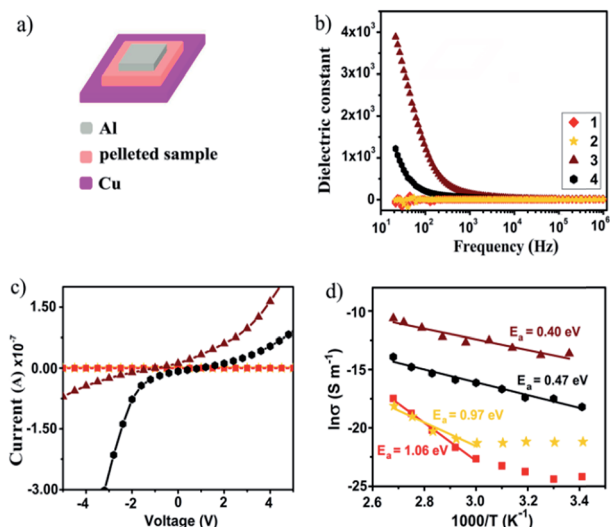 a)
Al
pelleted sample
Cu
b)
Dielectric constant
4x10³
3x10³
2x10³
1x10³
0
10¹ 10² 10³ 10⁴ 10⁵ 10⁶
Frequency (Hz)
1
2
3
4
c)
Current (A) x10⁻⁷
1.50
0.00
-1.50
-3.00
-4 -2 0 2 4
Voltage (V)
d)
lnσ (S m⁻¹)
-10
-15
-20
-25
Eₐ = 0.40 eV
Eₐ = 0.47 eV
Eₐ = 0.97 eV
Eₐ = 1.06 eV
2.6 2.8 3.0 3.2 3.4
1000/T (K⁻¹)